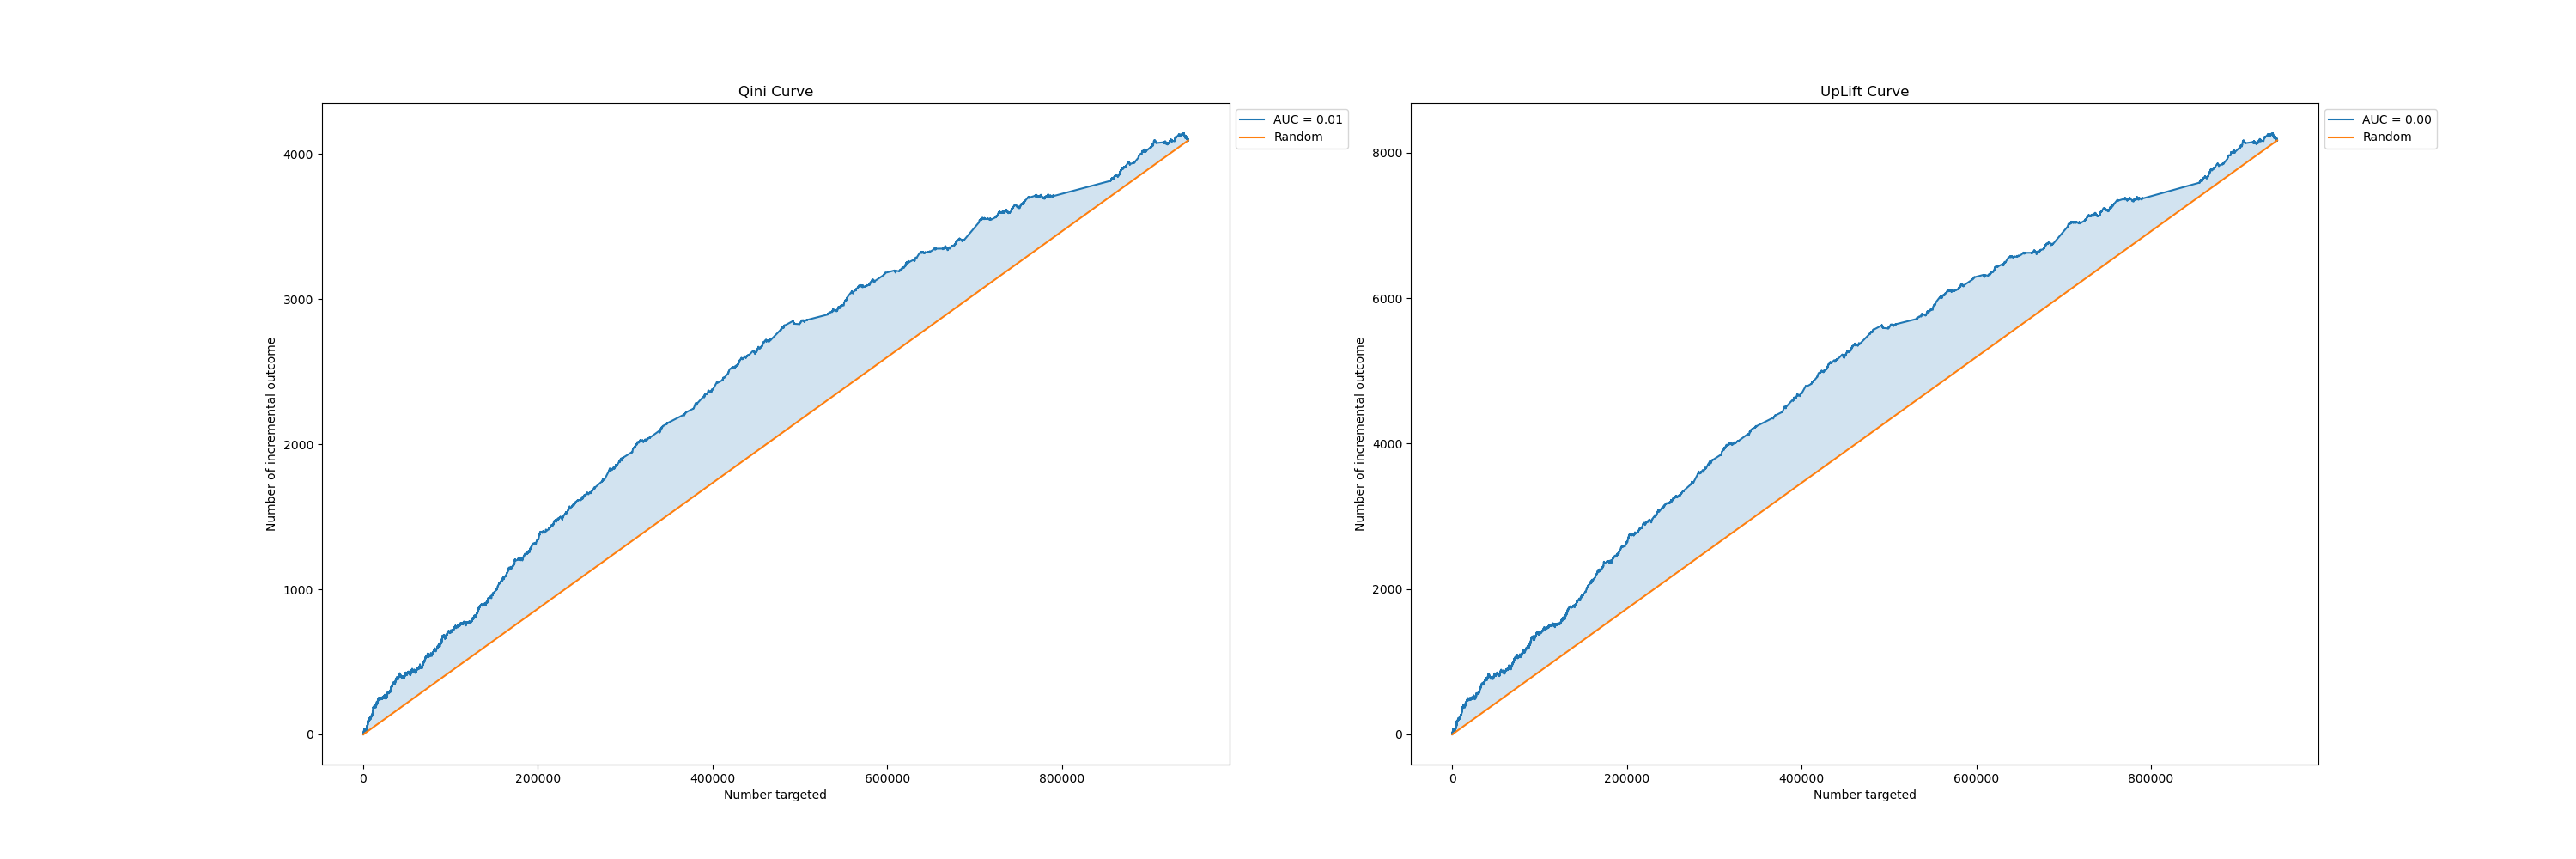 Qini Curve
AUC = 0.01
Random
4000
3000
2000
1000
0
Number of incremental outcome
0 200000 400000 600000 800000
Number targeted
UpLift Curve
AUC = 0.00
Random
8000
6000
4000
2000
0
Number of incremental outcome
0 200000 400000 600000 800000
Number targeted